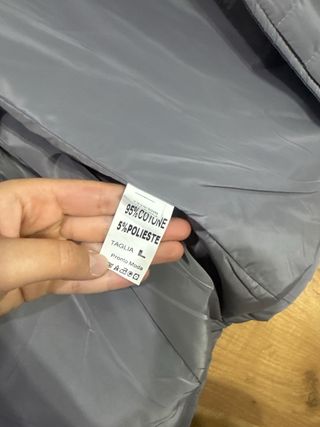 95%COTONE
5%POLIESTE
TAGLIA L
Pronto Moda